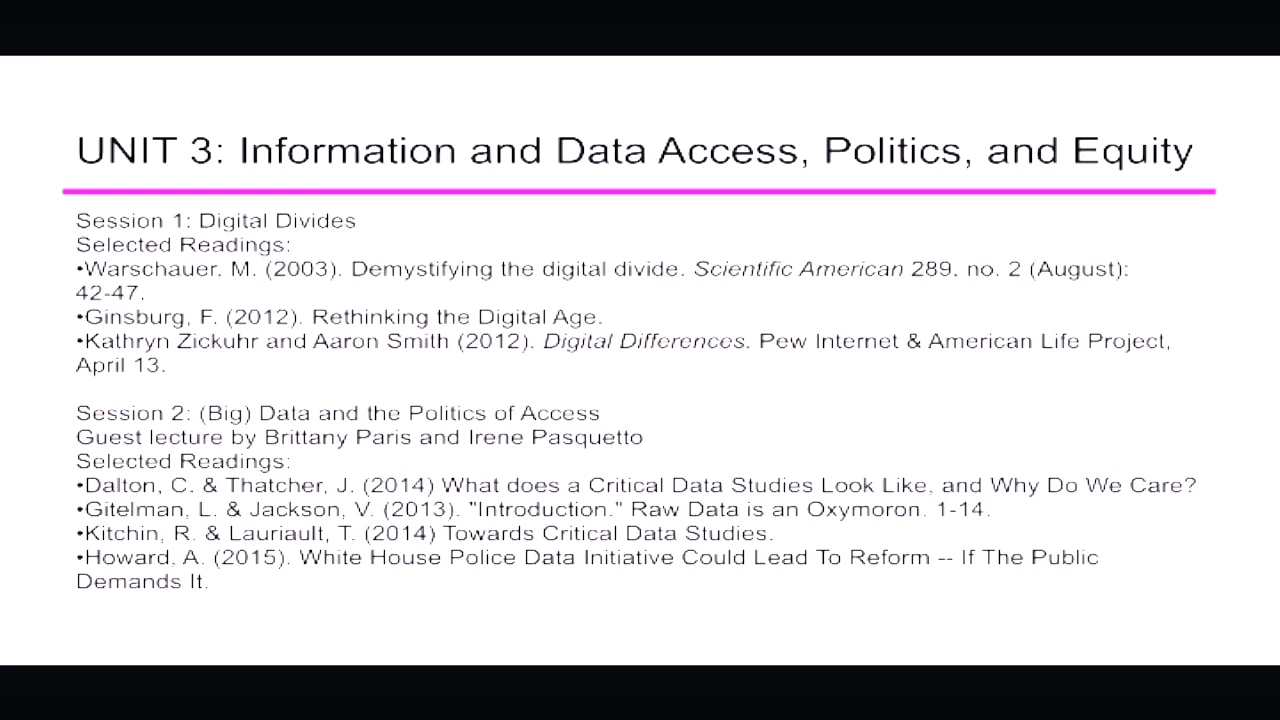 UNIT 3: Information and Data Access, Politics, and Equity
Session 1: Digital Divides
Selected Readings:
•Warschauer, M. (2003). Demystifying the digital divide. Scientific American 289, no. 2 (August):
42-47.
•Ginsburg, F. (2012). Rethinking the Digital Age.
•Kathryn Zickuhr and Aaron Smith (2012). Digital Differences. Pew Internet & American Life Project,
April 13.
Session 2: (Big) Data and the Politics of Access
Guest lecture by Brittany Paris and Irene Pasquetto
Selected Readings:
•Dalton, C. & Thatcher, J. (2014) What does a Critical Data Studies Look Like, and Why Do We Care?
•Gitelman, L. & Jackson, V. (2013). "Introduction." Raw Data is an Oxymoron. 1-14.
•Kitchin, R. & Lauriault, T. (2014) Towards Critical Data Studies.
•Howard, A. (2015). White House Police Data Initiative Could Lead To Reform -- If The Public
Demands It.